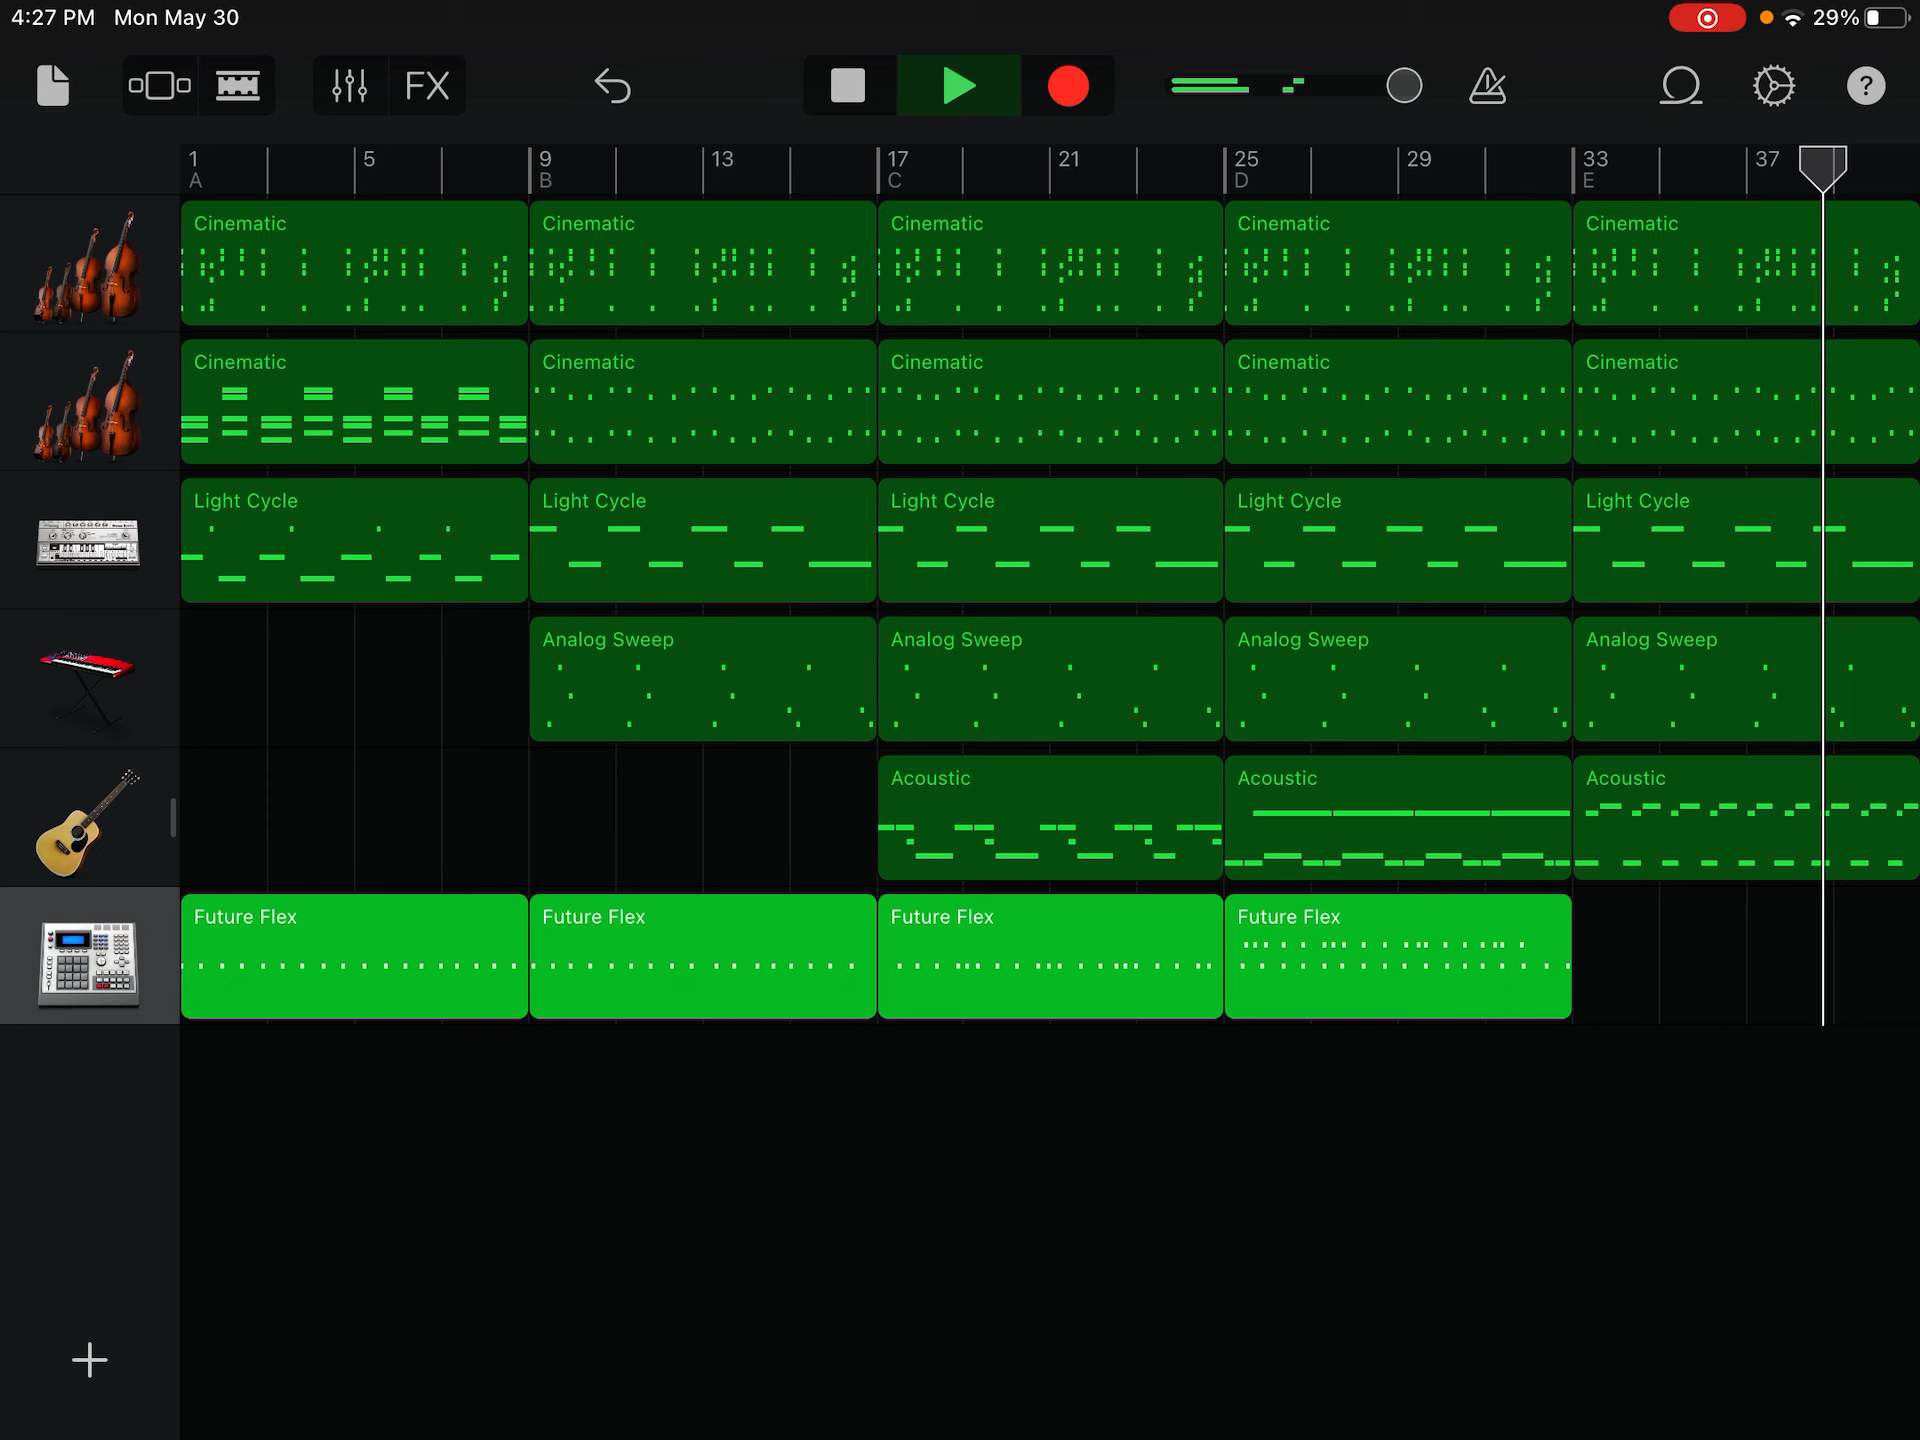 4:27 PM Mon May 30 29%
FX ?
1 5 9 13 17 21 25 29 33 37
A B C D E
Cinematic Cinematic Cinematic Cinematic Cinematic
Cinematic Cinematic Cinematic Cinematic Cinematic
Light Cycle Light Cycle Light Cycle Light Cycle Light Cycle
Analog Sweep Analog Sweep Analog Sweep Analog Sweep
Acoustic Acoustic Acoustic
Future Flex Future Flex Future Flex Future Flex